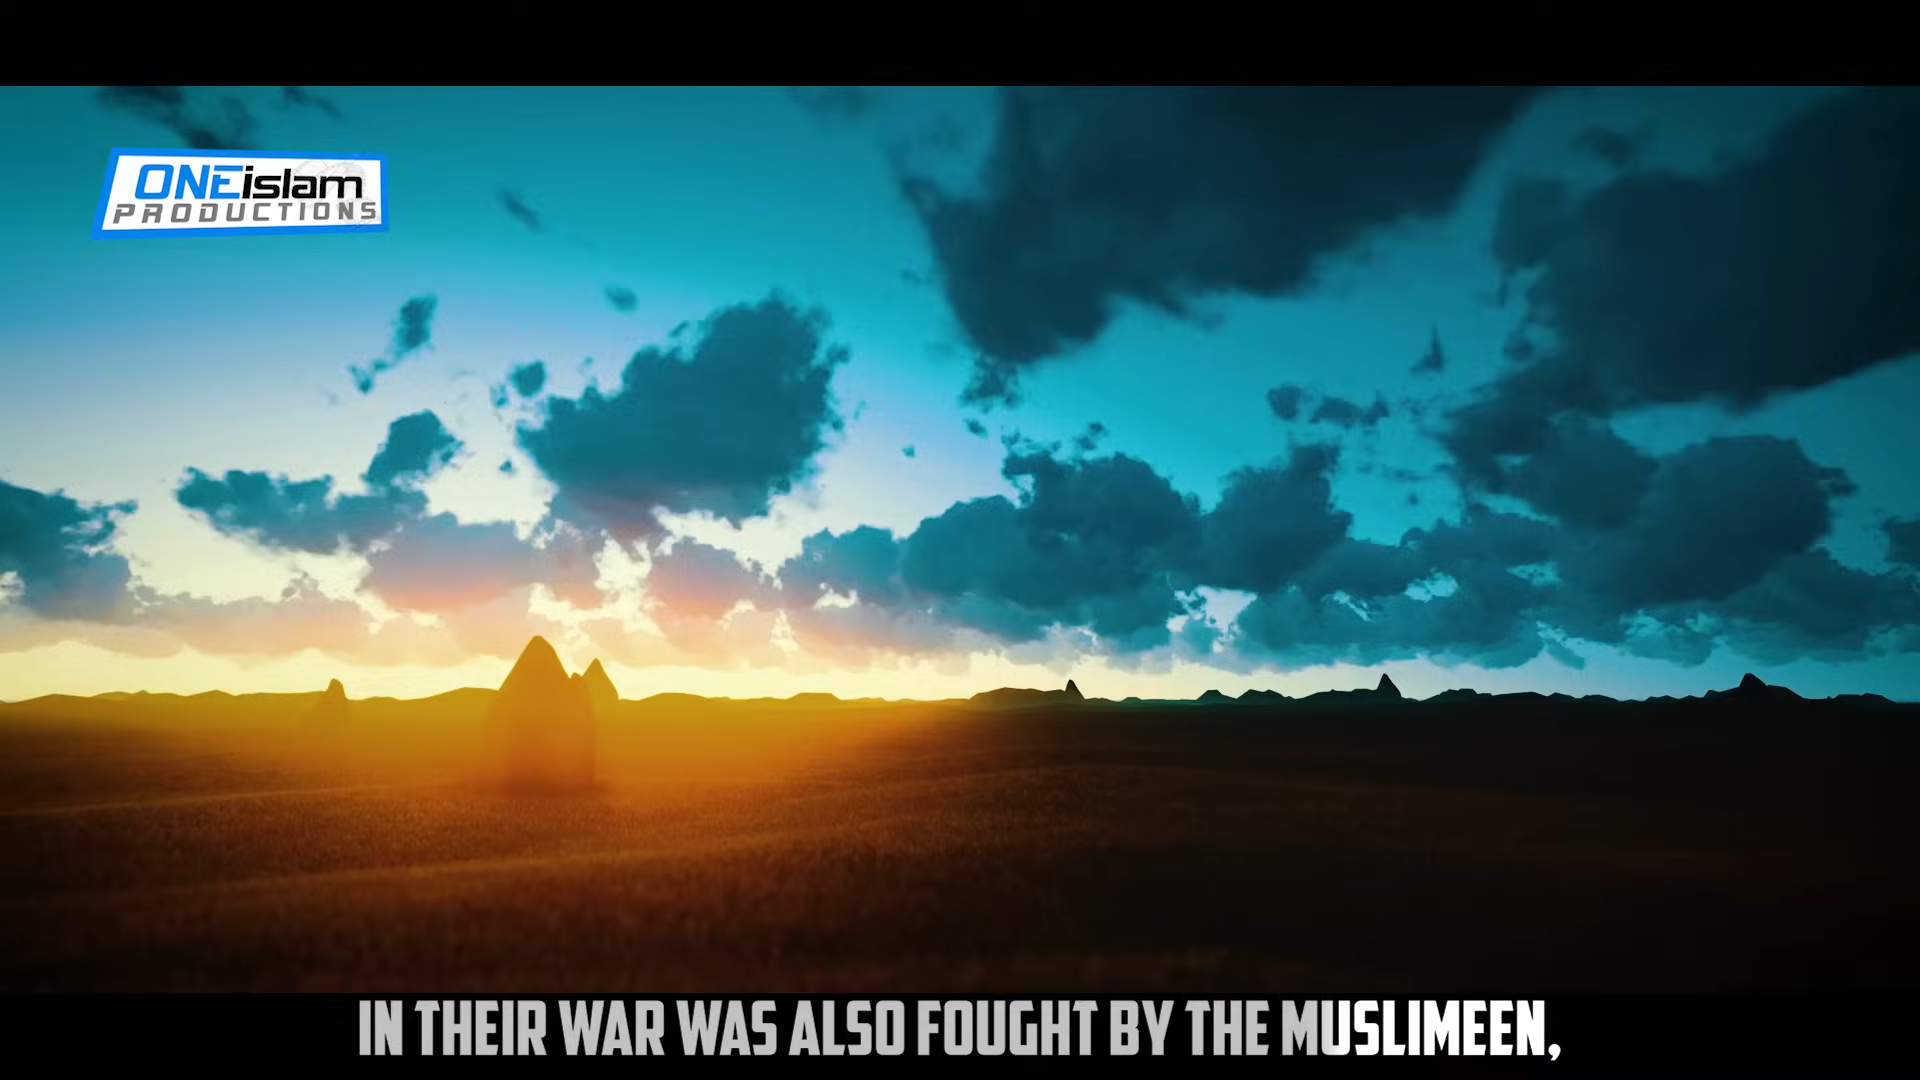 ONEislam
PRODUCTIONS
IN THEIR WAR WAS ALSO FOUGHT BY THE MUSLIMEEN,